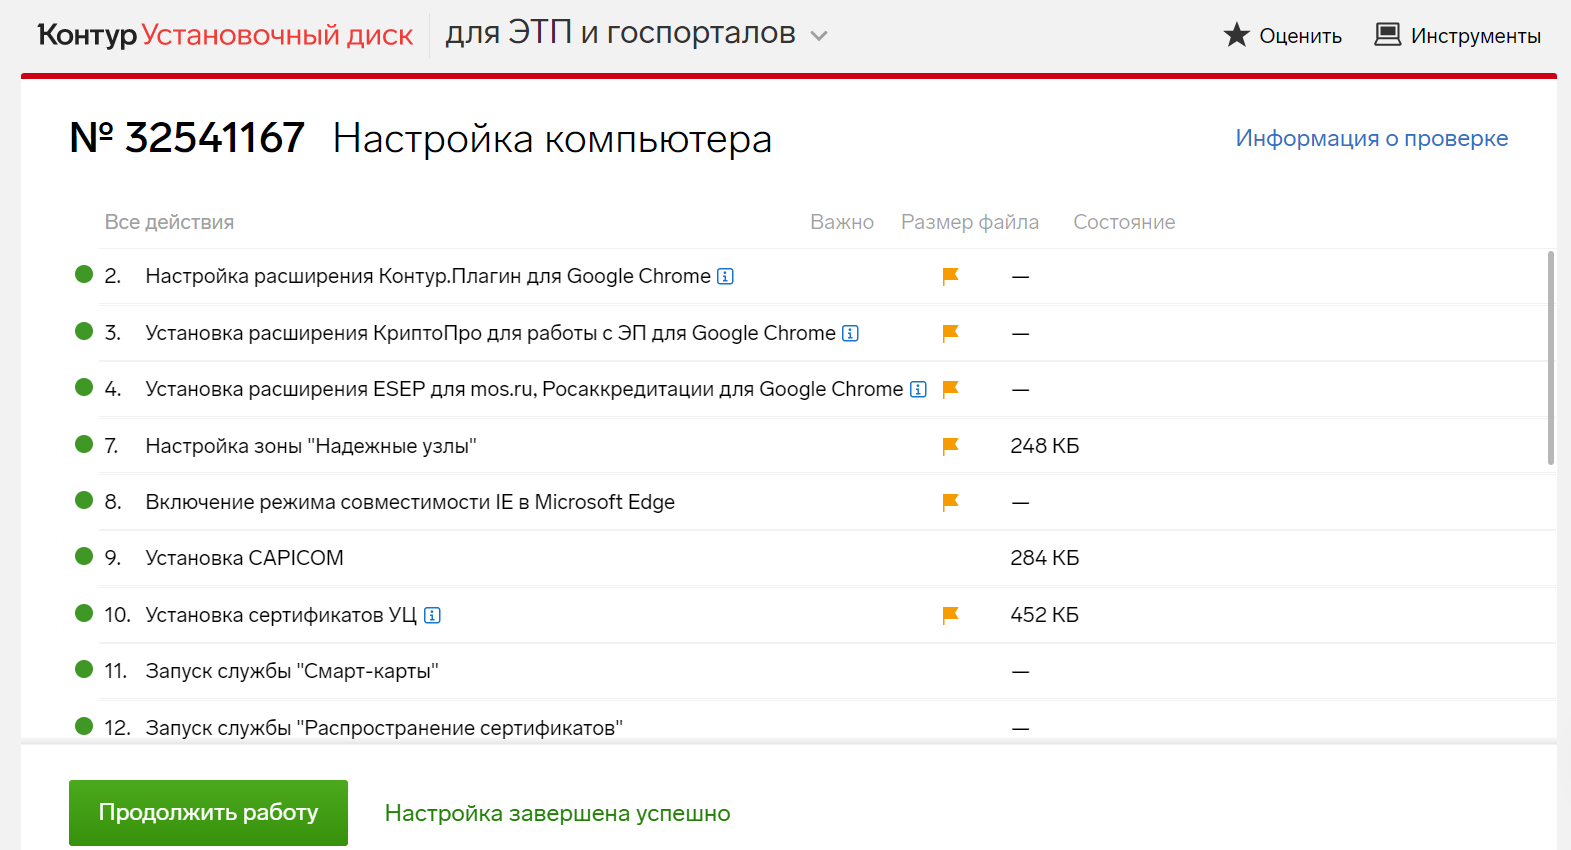 Контур Установочный диск для ЭТП и госпорталов Оценить Инструменты
№ 32541167 Настройка компьютера Информация о проверке
Все действия Важно Размер файла Состояние
2. Настройка расширения Контур.Плагин для Google Chrome —
3. Установка расширения КриптоПро для работы с ЭП для Google Chrome —
4. Установка расширения ESEP для mos.ru, Росаккредитации для Google Chrome —
7. Настройка зоны "Надежные узлы" 248 КБ
8. Включение режима совместимости IE в Microsoft Edge —
9. Установка CAPICOM 284 КБ
10. Установка сертификатов УЦ 452 КБ
11. Запуск службы "Смарт-карты" —
12. Запуск службы "Распространение сертификатов" —
Продолжить работу Настройка завершена успешно